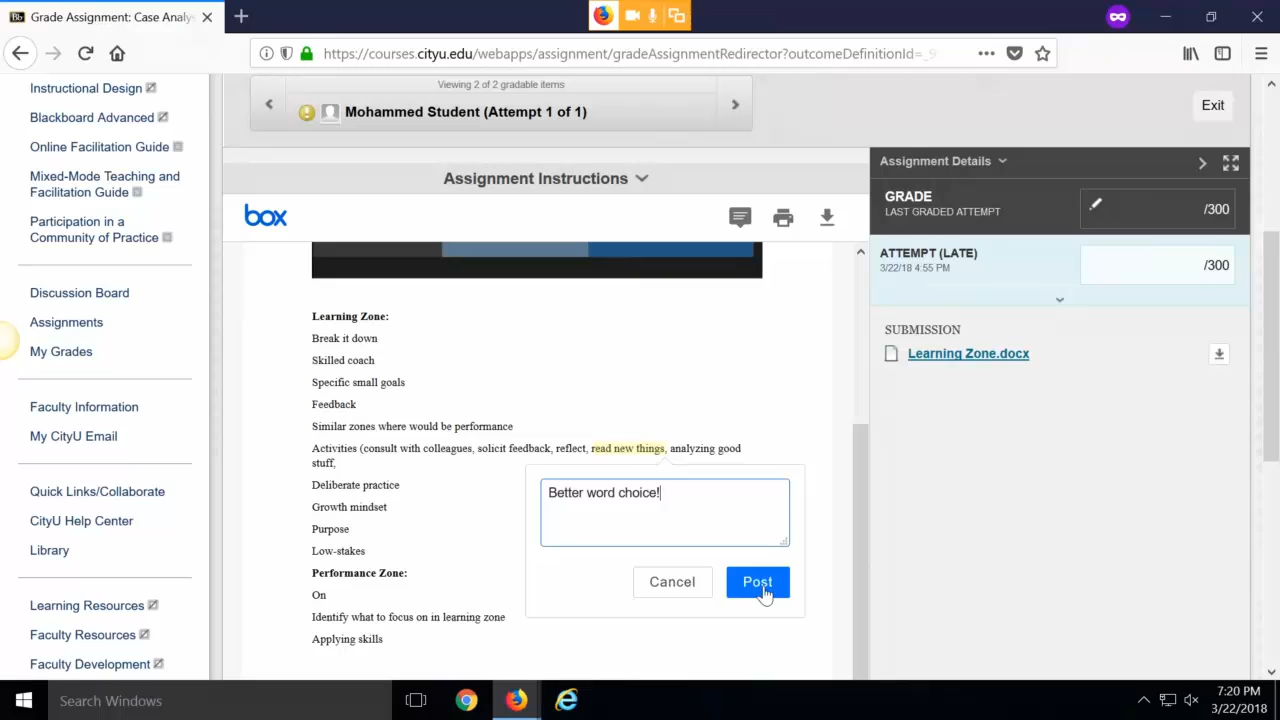 Grade Assignment: Case Analys
https://courses.cityu.edu/webapps/assignment/gradeAssignmentRedirector?outcomeDefinitionId=_9
Instructional Design
Blackboard Advanced
Online Facilitation Guide
Mixed-Mode Teaching and
Facilitation Guide
Participation in a
Community of Practice
Discussion Board
Assignments
My Grades
Faculty Information
My CityU Email
Quick Links/Collaborate
CityU Help Center
Library
Learning Resources
Faculty Resources
Faculty Development
Viewing 2 of 2 gradable items
Mohammed Student (Attempt 1 of 1)
Exit
Assignment Instructions
box
Learning Zone:
Break it down
Skilled coach
Specific small goals
Feedback
Similar zones where would be performance
Activities (consult with colleagues, solicit feedback, reflect, read new things, analyzing good
stuff,
Deliberate practice
Growth mindset
Purpose
Low-stakes
Performance Zone:
On
Identify what to focus on in learning zone
Applying skills
Better word choice!
Cancel
Post
Assignment Details
GRADE
LAST GRADED ATTEMPT
/300
ATTEMPT (LATE)
3/22/18 4:55 PM
/300
SUBMISSION
Learning Zone.docx
Search Windows
7:20 PM
3/22/2018